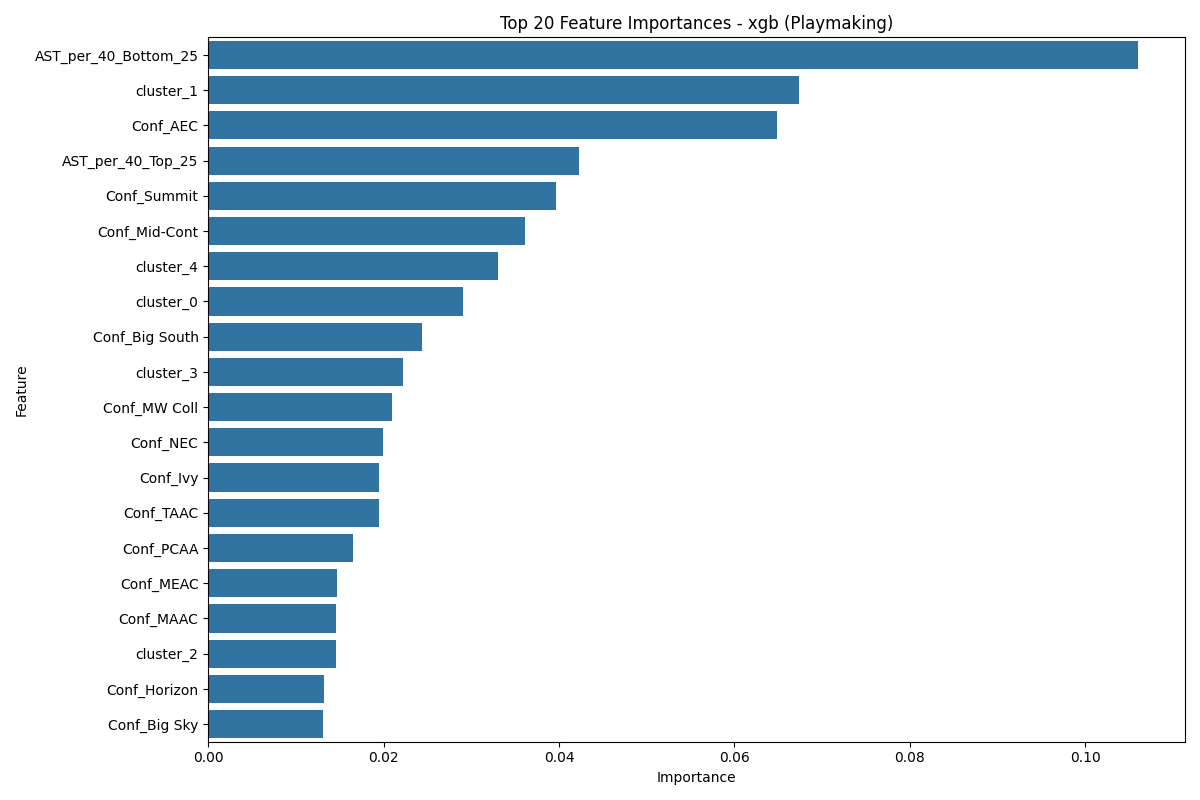 Top 20 Feature Importances - xgb (Playmaking)
AST_per_40_Bottom_25
cluster_1
Conf_AEC
AST_per_40_Top_25
Conf_Summit
Conf_Mid-Cont
cluster_4
cluster_0
Conf_Big South
cluster_3
Conf_MW Coll
Conf_NEC
Conf_Ivy
Conf_TAAC
Conf_PCAA
Conf_MEAC
Conf_MAAC
cluster_2
Conf_Horizon
Conf_Big Sky
Feature
0.00 0.02 0.04 0.06 0.08 0.10
Importance